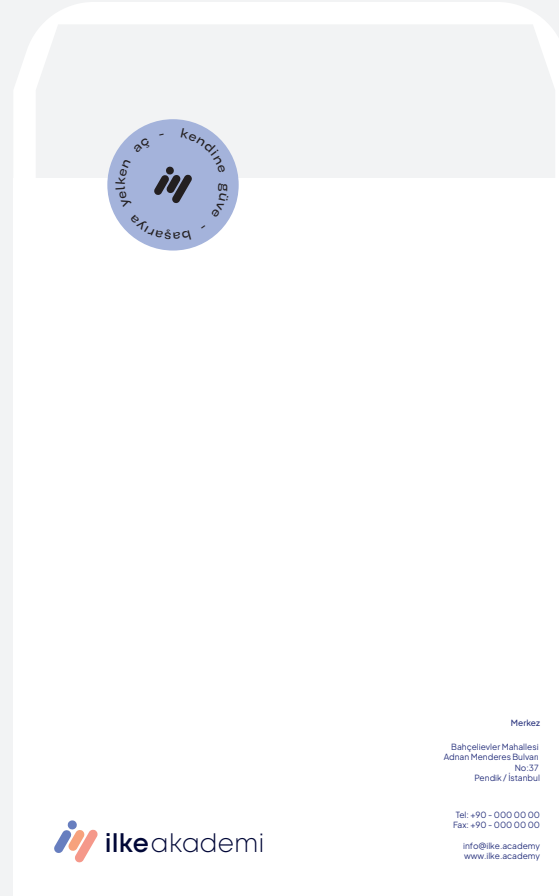 kendine güve - başarıya yelken aç -
Merkez
Bahçelievler Mahallesi
Adnan Menderes Bulvarı
No:37
Pendik / İstanbul
Tel: +90 - 000 00 00
Fax: +90 - 000 00 00
info@ilke.academy
www.ilke.academy
ilkeakademi